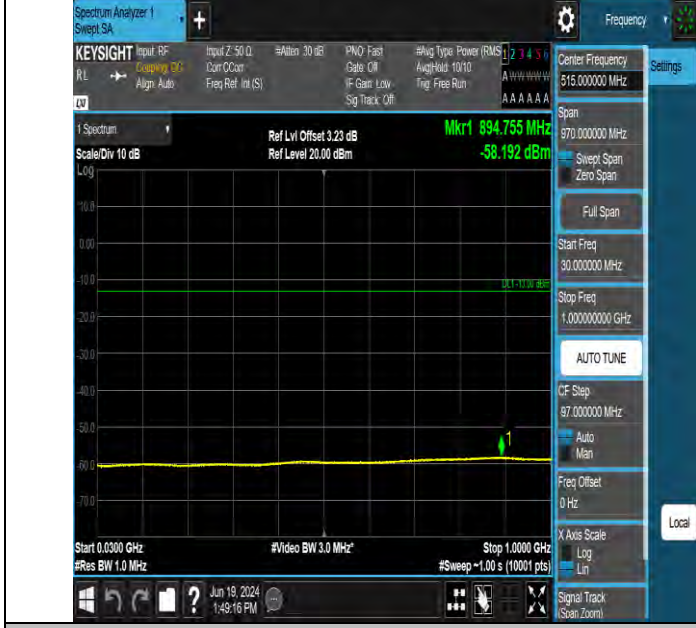 Spectrum Analyzer 1
Swept SA
+
Frequency
KEYSIGHT
RL
LXI
Input: RF
Coupling: DC
Align: Auto
Input Z: 50 Ω
Corr CCorr
Freq Ref: Int (S)
#Atten: 30 dB
PNO: Fast
Gate: Off
IF Gain: Low
Sig Track: Off
#Avg Type: Power (RMS
Avg|Hold: 10/10
Trig: Free Run
1 2 3 4 5 6
A W W W W W
A A A A A A
Center Frequency
515.000000 MHz
Settings
1 Spectrum
Scale/Div 10 dB
Log
Ref Lvl Offset 3.23 dB
Ref Level 20.00 dBm
Mkr1 894.755 MHz
-58.192 dBm
Span
970.000000 MHz
Swept Span
Zero Span
Full Span
Start Freq
30.000000 MHz
Stop Freq
1.000000000 GHz
AUTO TUNE
CF Step
97.000000 MHz
Auto
Man
Freq Offset
0 Hz
X Axis Scale
Log
Lin
Signal Track
(Span Zoom)
Local
10.0
0.00
-10.0
DL1 -13.00 dBm
-20.0
-30.0
-40.0
-50.0
1
-60.0
-70.0
Start 0.0300 GHz
#Res BW 1.0 MHz
#Video BW 3.0 MHz*
Stop 1.0000 GHz
#Sweep ~1.00 s (10001 pts)
?
Jun 19, 2024
1:49:16 PM